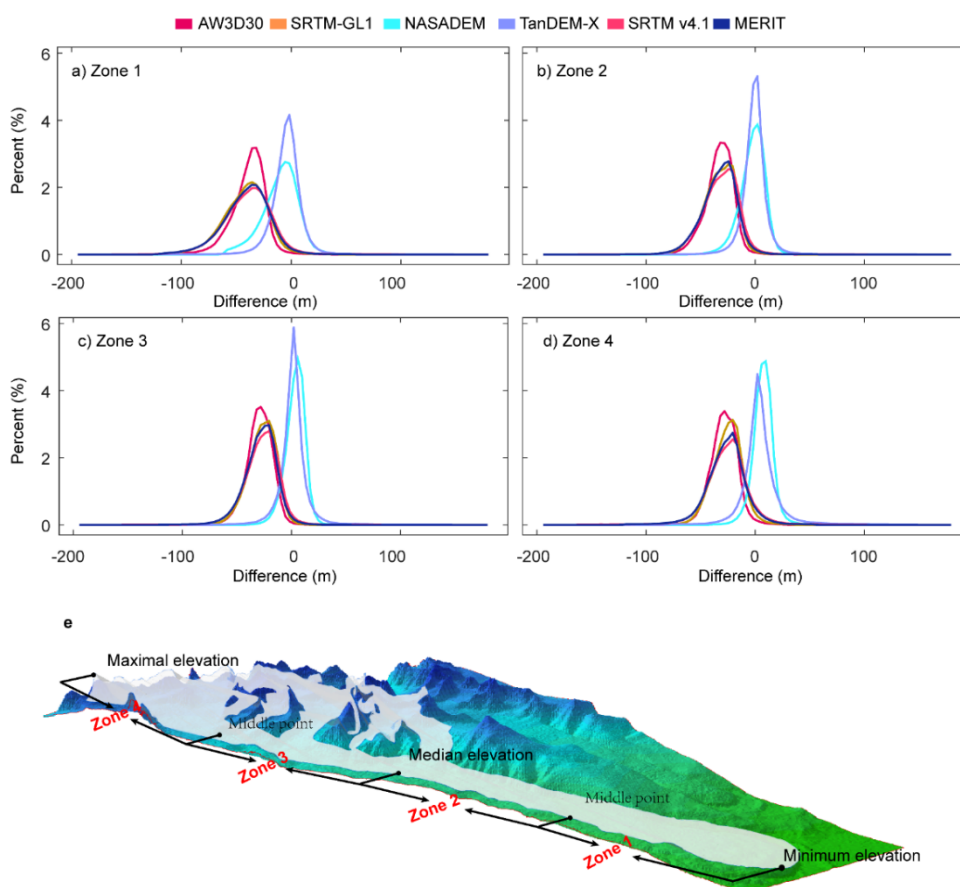 AW3D30 SRTM-GL1 NASADEM TanDEM-X SRTM v4.1 MERIT
a) Zone 1
b) Zone 2
Percent (%)
6
4
2
0
-200 -100 0 100
-200 -100 0 100
Difference (m)
Difference (m)
c) Zone 3
d) Zone 4
Percent (%)
6
4
2
0
-200 -100 0 100
-200 -100 0 100
Difference (m)
Difference (m)
e
Maximal elevation
Zone 4
Middle point
Zone 3
Median elevation
Zone 2
Middle point
Zone 1
Minimum elevation